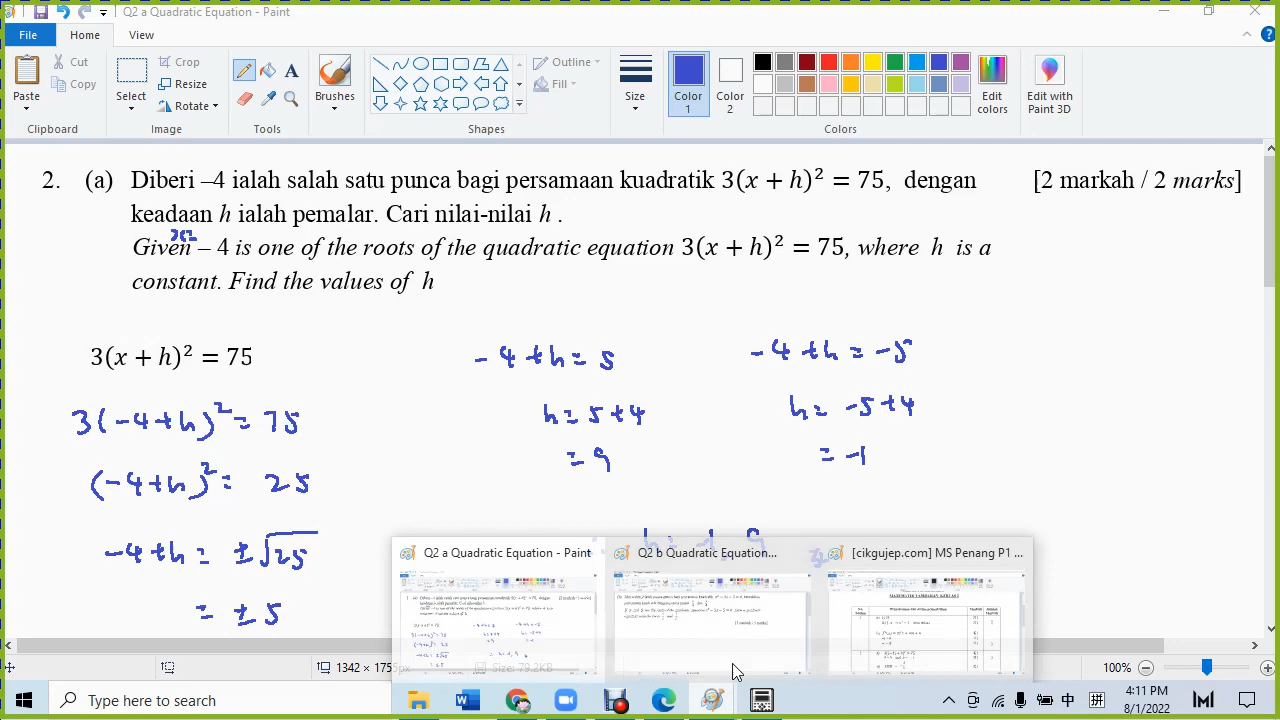 Q2 a Quadratic Equation - Paint
File Home View
Paste Cut Copy
Select Crop Resize Rotate
A
Brushes
Outline Fill
Size
Color 1 Color 2
Edit colors
Edit with Paint 3D
Clipboard Image Tools Shapes Colors
2. (a) Diberi –4 ialah salah satu punca bagi persamaan kuadratik 3(x + h)² = 75, dengan [2 markah / 2 marks]
keadaan h ialah pemalar. Cari nilai-nilai h .
Given – 4 is one of the roots of the quadratic equation 3(x + h)² = 75, where h is a
constant. Find the values of h
3(x + h)² = 75
-4 + h = 5
-4 + h = -5
3(-4+h)² = 75
h = 5 + 4
h = -5 + 4
= 9
= -1
(-4+h)² = 25
-4 + h = ±√25
= ±5
Q2 a Quadratic Equation - Paint
Q2 b Quadratic Equation...
[cikgujep.com] MS Penang P1 ...
1342 × 1755px
Size: 79.2KB
100%
Type here to search
中
拼
4:11 PM
8/1/2022